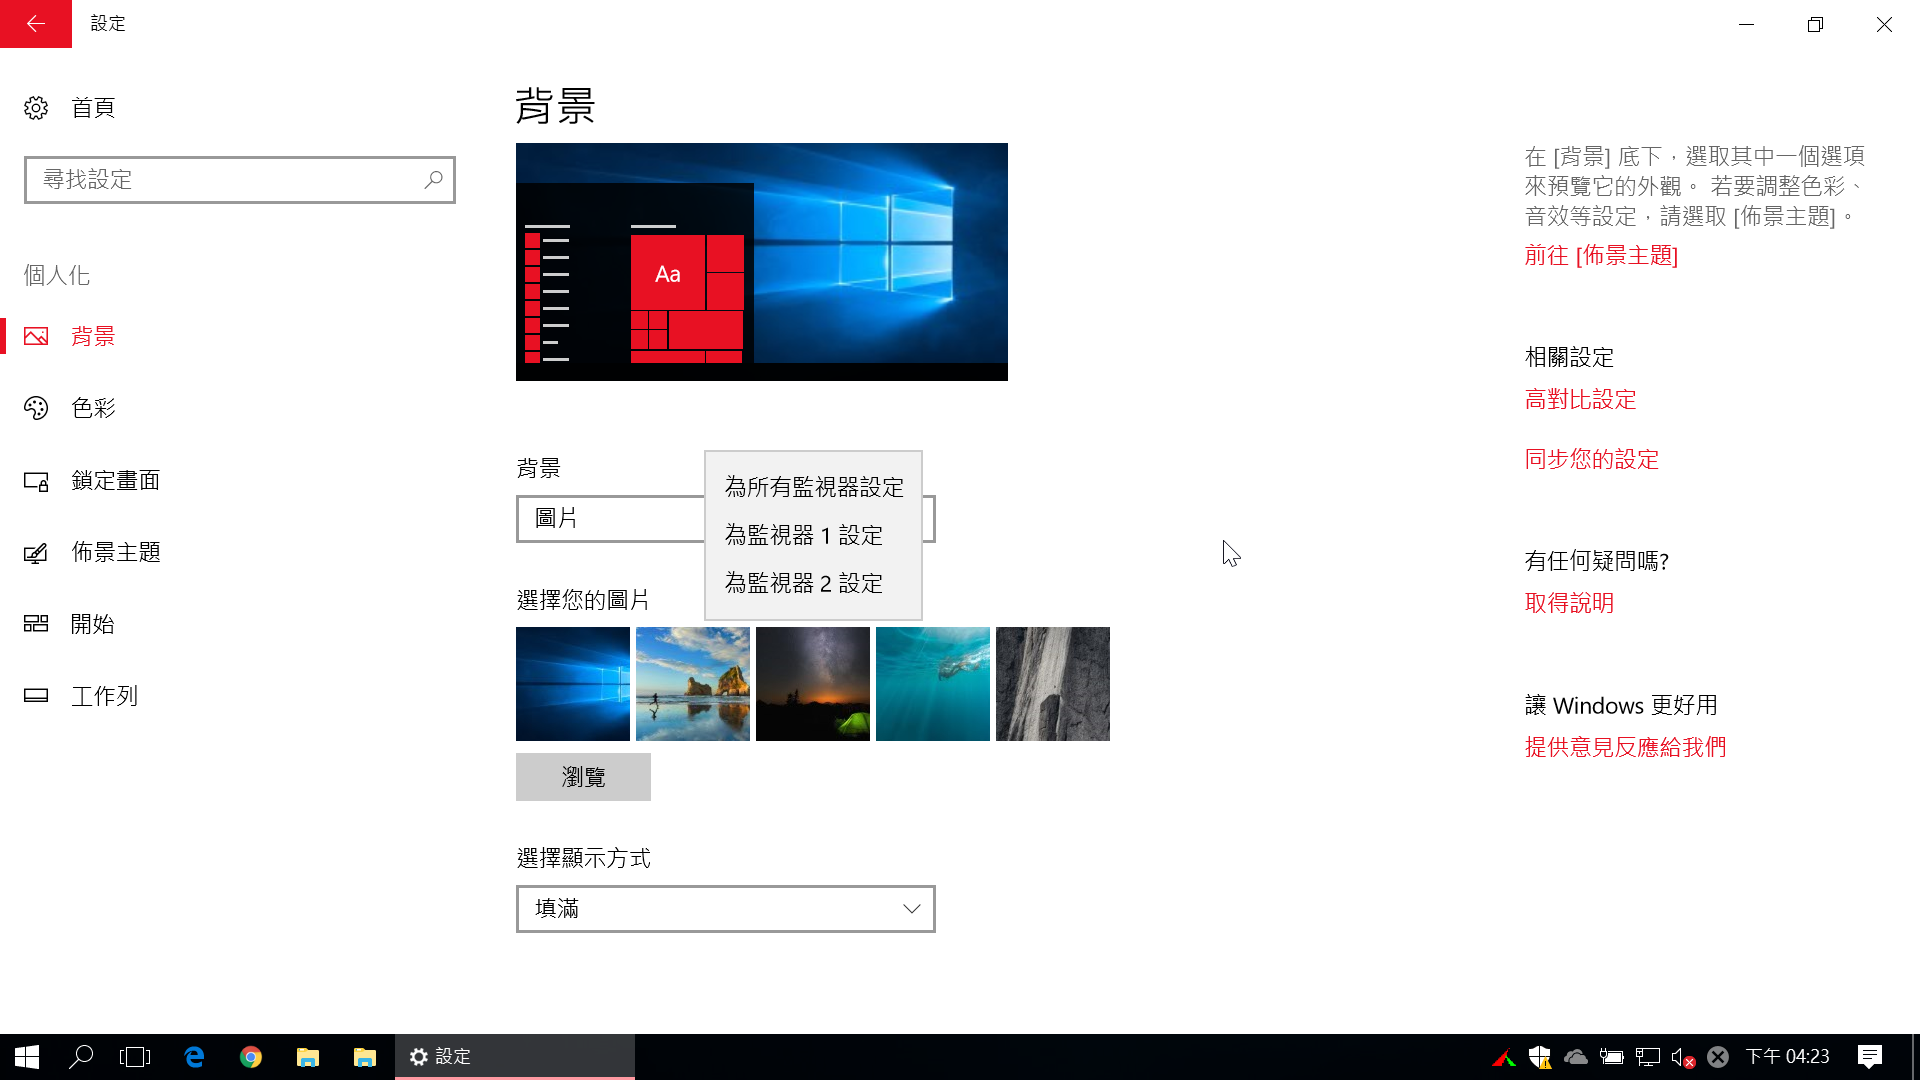 設定
首頁
尋找設定
個人化
背景
色彩
鎖定畫面
佈景主題
開始
工作列
背景
Aa
背景
圖片
為所有監視器設定
為監視器 1 設定
為監視器 2 設定
選擇您的圖片
瀏覽
選擇顯示方式
填滿
在 [背景] 底下，選取其中一個選項
來預覽它的外觀。 若要調整色彩、
音效等設定，請選取 [佈景主題]。
前往 [佈景主題]
相關設定
高對比設定
同步您的設定
有任何疑問嗎?
取得說明
讓 Windows 更好用
提供意見反應給我們
設定
下午 04:23